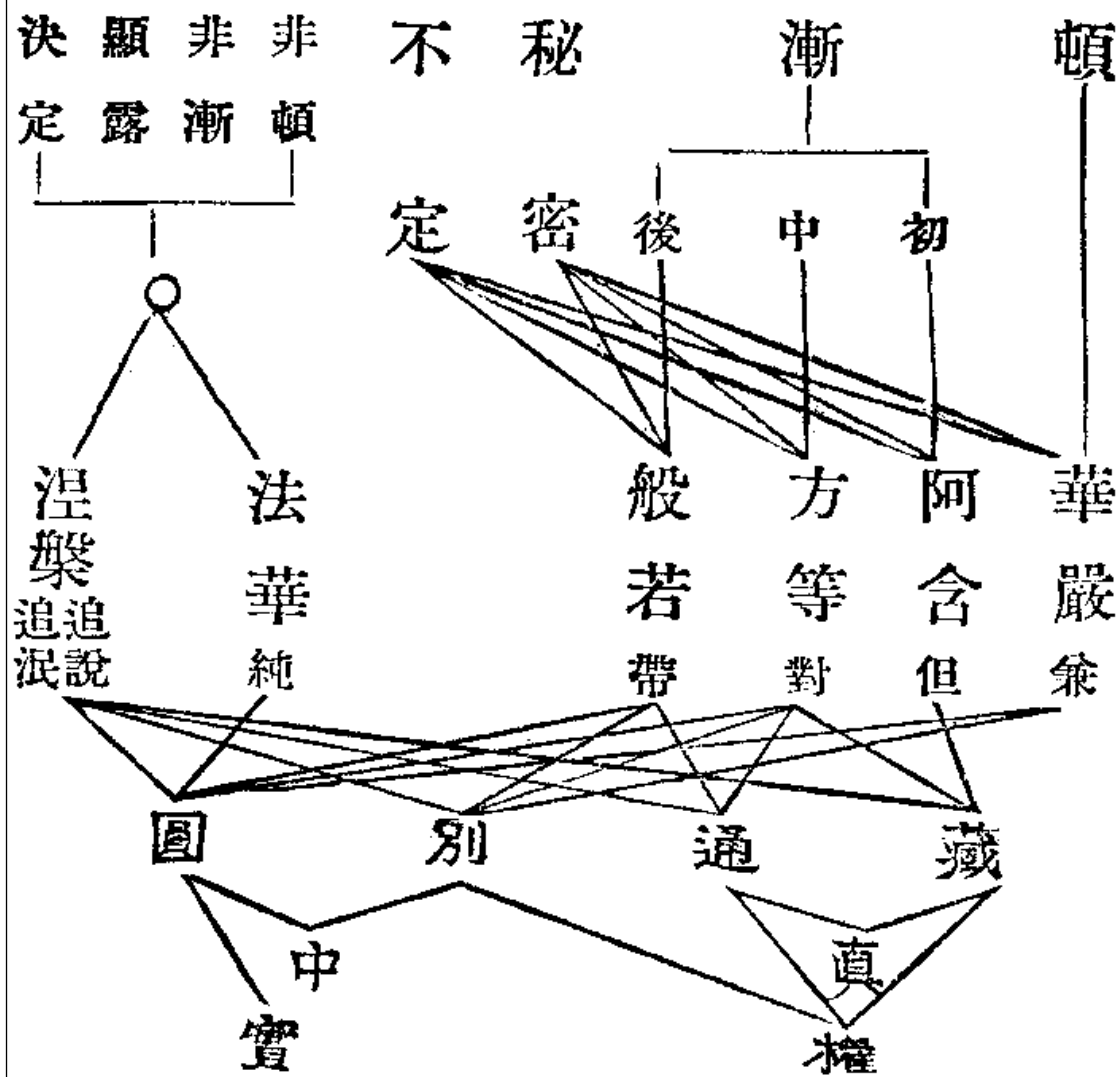 頓
漸
秘密
不定
非頓
非漸
顯露
決定
初
中
後
華嚴兼
阿含但
方等對
般若帶
法華純
涅槃追說追泯
藏
通
別
圓
真
中
權
實